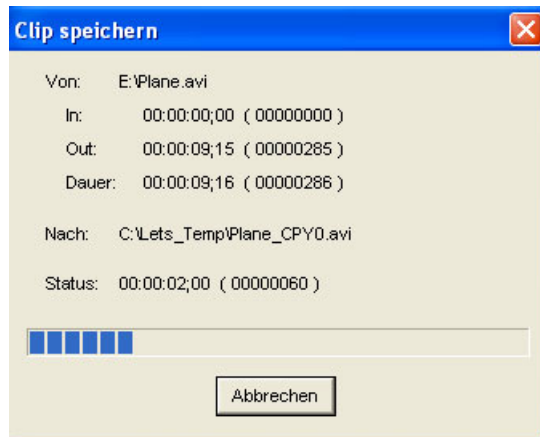 Clip speichern
Von: E:\Plane.avi
In: 00:00:00;00 ( 00000000 )
Out: 00:00:09;15 ( 00000285 )
Dauer: 00:00:09;16 ( 00000286 )
Nach: C:\Lets_Temp\Plane_CPY0.avi
Status: 00:00:02;00 ( 00000060 )
Abbrechen